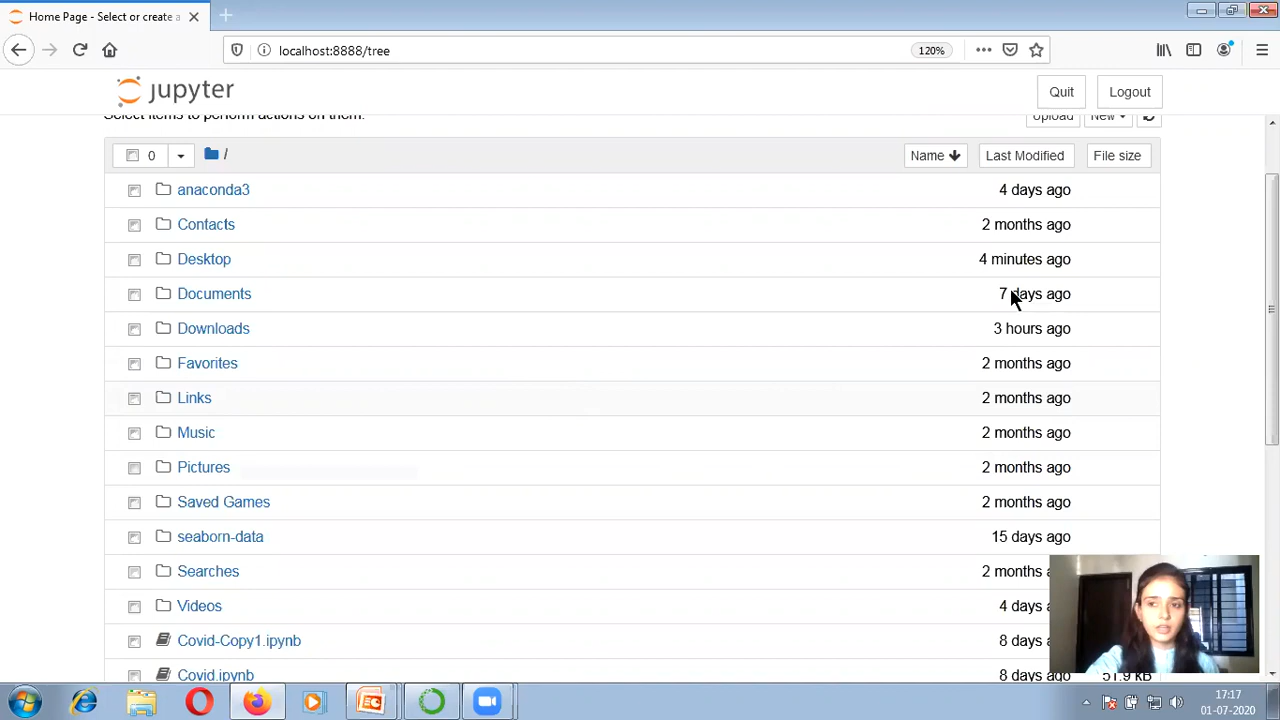 Home Page - Select or create a
localhost:8888/tree
120%
jupyter
Quit
Logout
Select items to perform actions on them.
Upload
New
0
/
Name
Last Modified
File size
anaconda3
4 days ago
Contacts
2 months ago
Desktop
4 minutes ago
Documents
7 days ago
Downloads
3 hours ago
Favorites
2 months ago
Links
2 months ago
Music
2 months ago
Pictures
2 months ago
Saved Games
2 months ago
seaborn-data
15 days ago
Searches
2 months
Videos
4 days
Covid-Copy1.ipynb
8 days
Covid.ipynb
8 days
51.9 kB
17:17
01-07-2020